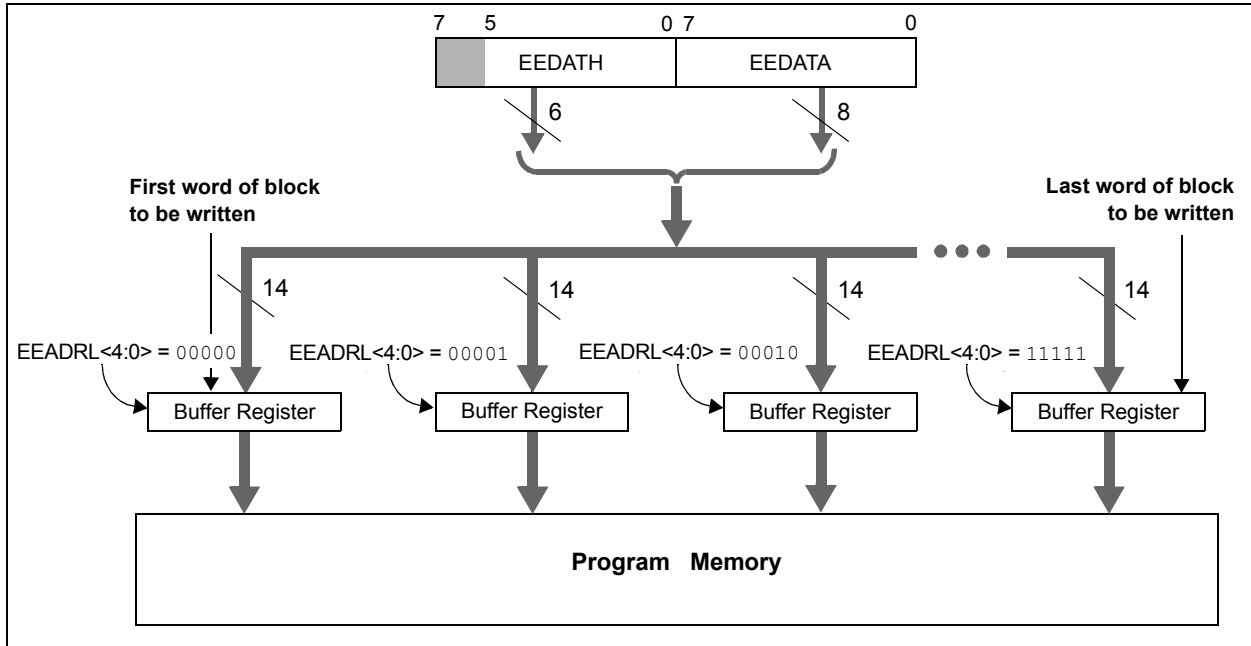 7 5 0 7 0
EEDATH EEDATA
6 8
First word of block
to be written
Last word of block
to be written
14 14 14 14
EEADRL<4:0> = 00000 EEADRL<4:0> = 00001 EEADRL<4:0> = 00010 EEADRL<4:0> = 11111
Buffer Register Buffer Register Buffer Register Buffer Register
Program Memory